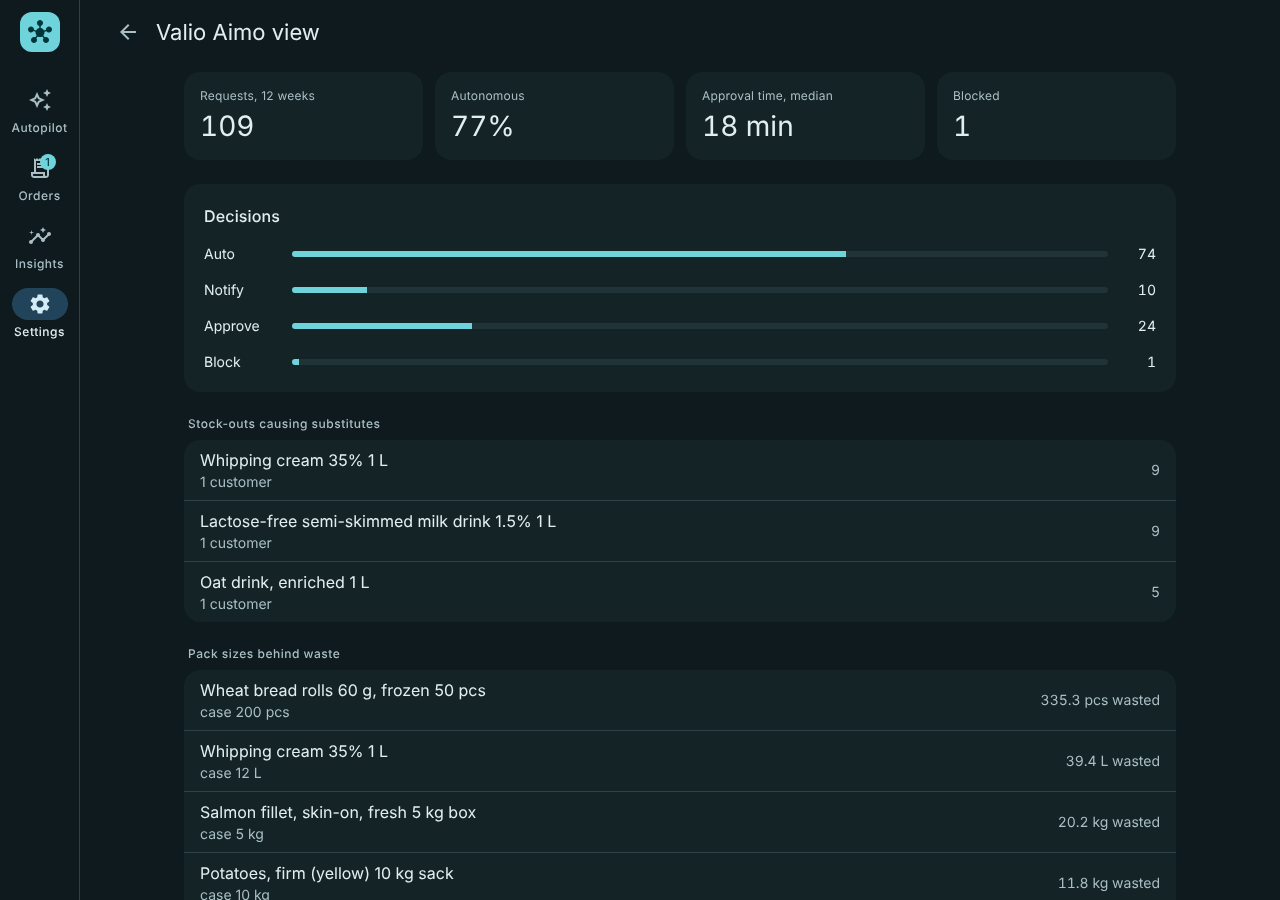 Valio Aimo view
Autopilot
1
Orders
Insights
Settings
Requests, 12 weeks
109
Autonomous
77%
Approval time, median
18 min
Blocked
1
Decisions
Auto 74
Notify 10
Approve 24
Block 1
Stock-outs causing substitutes
Whipping cream 35% 1 L
1 customer
9
Lactose-free semi-skimmed milk drink 1.5% 1 L
1 customer
9
Oat drink, enriched 1 L
1 customer
5
Pack sizes behind waste
Wheat bread rolls 60 g, frozen 50 pcs
case 200 pcs
335.3 pcs wasted
Whipping cream 35% 1 L
case 12 L
39.4 L wasted
Salmon fillet, skin-on, fresh 5 kg box
case 5 kg
20.2 kg wasted
Potatoes, firm (yellow) 10 kg sack
case 10 kg
11.8 kg wasted